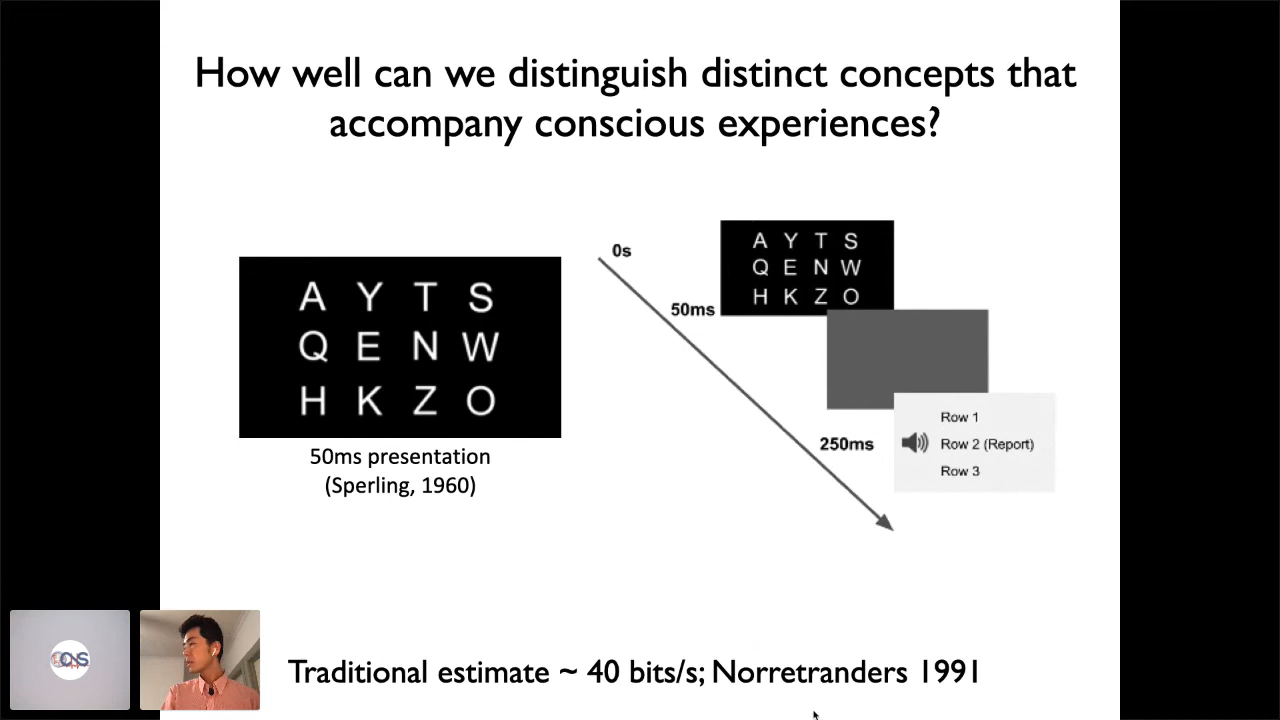 How well can we distinguish distinct concepts that
accompany conscious experiences?
A Y T S
Q E N W
H K Z O
50ms presentation
(Sperling, 1960)
0s
50ms
250ms
A Y T S
Q E N W
H K Z O
Row 1
Row 2 (Report)
Row 3
Traditional estimate ~ 40 bits/s; Norretranders 1991